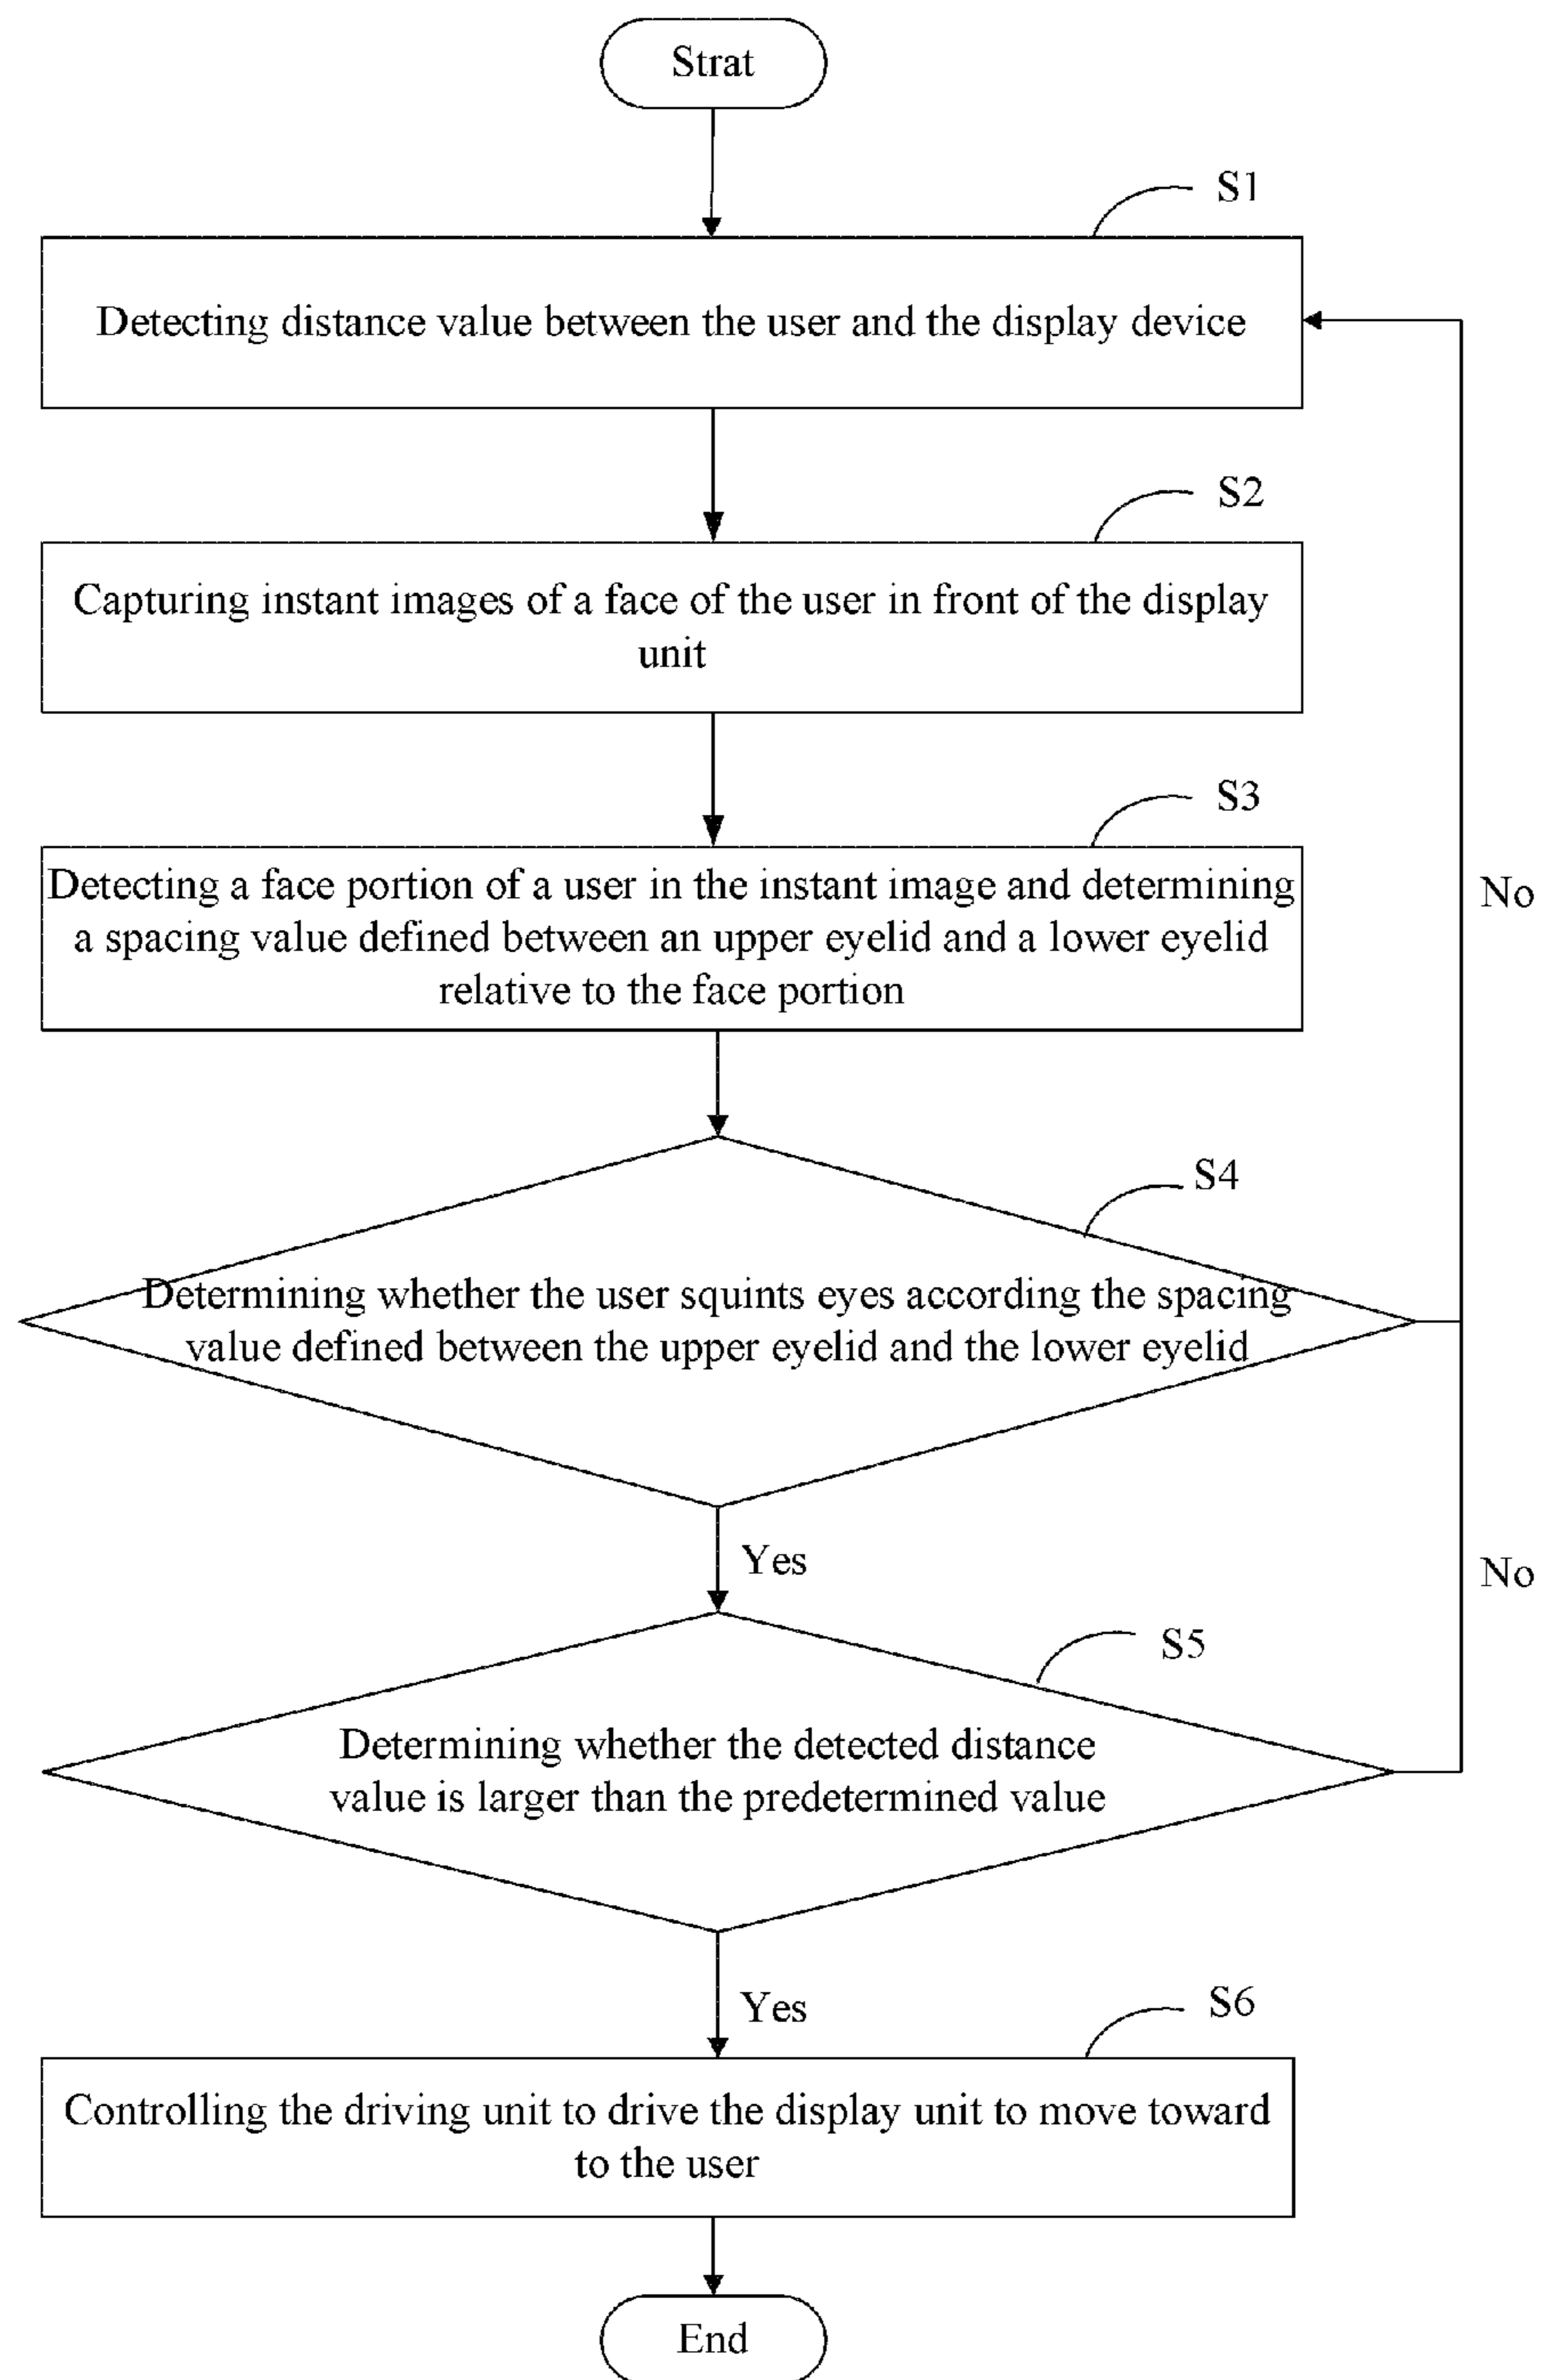 Strat
S1
Detecting distance value between the user and the display device
S2
Capturing instant images of a face of the user in front of the display
unit
S3
Detecting a face portion of a user in the instant image and determining
a spacing value defined between an upper eyelid and a lower eyelid
relative to the face portion
No
S4
Determining whether the user squints eyes according the spacing
value defined between the upper eyelid and the lower eyelid
Yes
No
S5
Determining whether the detected distance
value is larger than the predetermined value
Yes
S6
Controlling the driving unit to drive the display unit to move toward
to the user
End